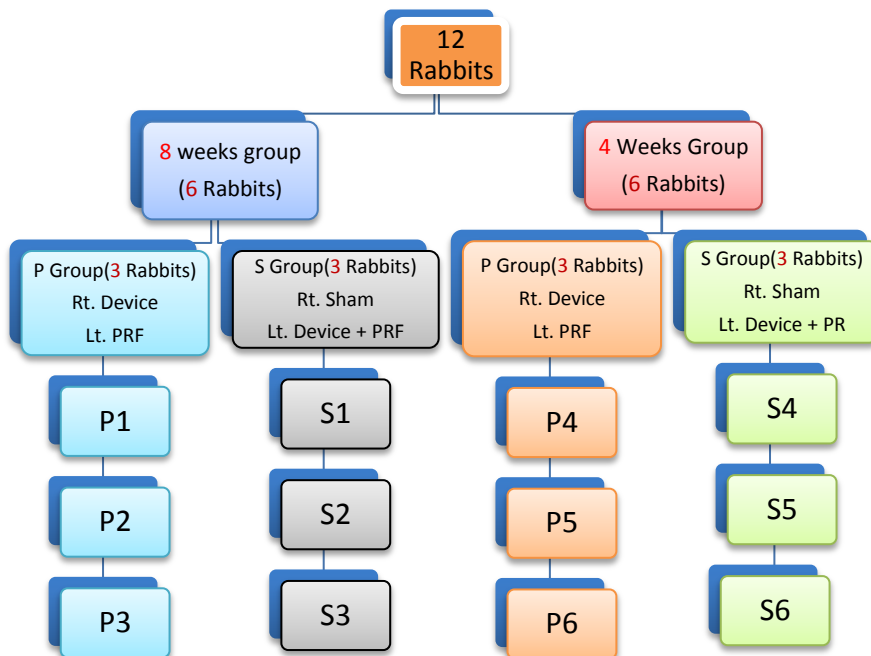 12
Rabbits
8 weeks group
(6 Rabbits)
4 Weeks Group
(6 Rabbits)
P Group(3 Rabbits)
Rt. Device
Lt. PRF
S Group(3 Rabbits)
Rt. Sham
Lt. Device + PRF
P Group(3 Rabbits)
Rt. Device
Lt. PRF
S Group(3 Rabbits)
Rt. Sham
Lt. Device + PR
P1
S1
P4
S4
P2
S2
P5
S5
P3
S3
P6
S6